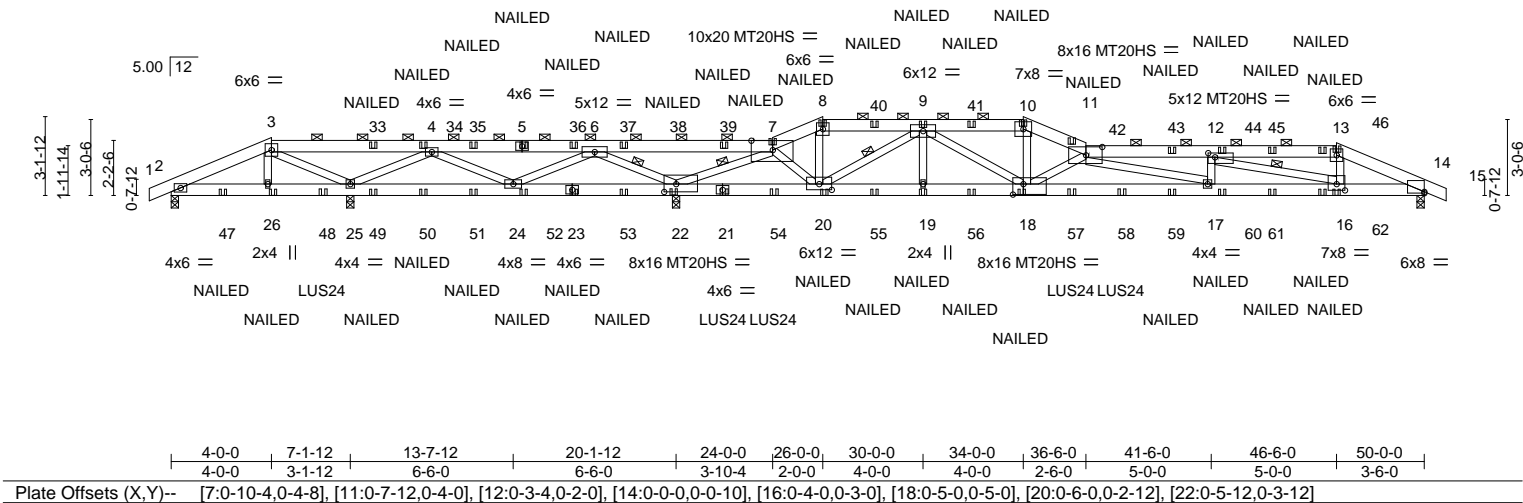 NAILED NAILED NAILED
NAILED NAILED 10x20 MT20HS = NAILED NAILED 8x16 MT20HS = NAILED NAILED
5.00 12 NAILED 6x6 =
6x6 = NAILED NAILED NAILED 6x12 = 7x8 = NAILED NAILED NAILED
NAILED 4x6 = 4x6 = 5x12 = NAILED NAILED NAILED 5x12 MT20HS = 6x6 =
3 33 4 34 35 5 36 6 37 38 39 7 8 40 9 41 10 11 42 43 12 44 45 13 46
3-1-12 1-11-14, 3-0-6 2-2-6 0-7-12
1 2 14 15 0-7-12 3-0-6
47 26 48 25 49 50 51 24 52 23 53 22 21 54 20 55 19 56 18 57 58 59 17 60 61 16 62
4x6 = 2x4 || 4x4 = NAILED 4x8 = 4x6 = 8x16 MT20HS = 6x12 = 2x4 || 8x16 MT20HS = 4x4 = 7x8 = 6x8 =
NAILED LUS24 NAILED NAILED 4x6 = NAILED NAILED LUS24 LUS24 NAILED NAILED
NAILED NAILED NAILED NAILED LUS24 LUS24 NAILED NAILED NAILED NAILED
NAILED
4-0-0 7-1-12 13-7-12 20-1-12 24-0-0 26-0-0 30-0-0 34-0-0 36-6-0 41-6-0 46-6-0 50-0-0
4-0-0 3-1-12 6-6-0 6-6-0 3-10-4 2-0-0 4-0-0 4-0-0 2-6-0 5-0-0 5-0-0 3-6-0
Plate Offsets (X,Y)-- [7:0-10-4,0-4-8], [11:0-7-12,0-4-0], [12:0-3-4,0-2-0], [14:0-0-0,0-0-10], [16:0-4-0,0-3-0], [18:0-5-0,0-5-0], [20:0-6-0,0-2-12], [22:0-5-12,0-3-12]